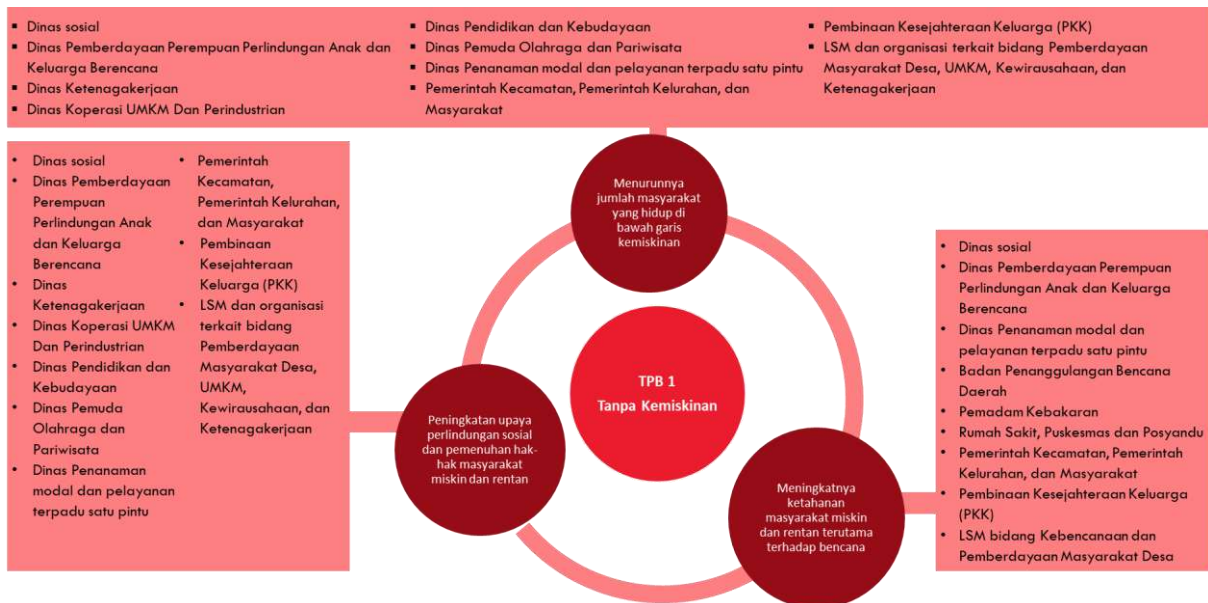 ▪ Dinas sosial
▪ Dinas Pemberdayaan Perempuan Perlindungan Anak dan
Keluarga Berencana
▪ Dinas Ketenagakerjaan
▪ Dinas Koperasi UMKM Dan Perindustrian
▪ Dinas Pendidikan dan Kebudayaan
▪ Dinas Pemuda Olahraga dan Pariwisata
▪ Dinas Penanaman modal dan pelayanan terpadu satu pintu
▪ Pemerintah Kecamatan, Pemerintah Kelurahan, dan
Masyarakat
▪ Pembinaan Kesejahteraan Keluarga (PKK)
▪ LSM dan organisasi terkait bidang Pemberdayaan
Masyarakat Desa, UMKM, Kewirausahaan, dan
Ketenagakerjaan
• Dinas sosial
• Dinas Pemberdayaan
Perempuan
Perlindungan Anak
dan Keluarga
Berencana
• Dinas
Ketenagakerjaan
• Dinas Koperasi UMKM
Dan Perindustrian
• Dinas Pendidikan dan
Kebudayaan
• Dinas Pemuda
Olahraga dan
Pariwisata
• Dinas Penanaman
modal dan pelayanan
terpadu satu pintu
• Pemerintah
Kecamatan,
Pemerintah Kelurahan,
dan Masyarakat
• Pembinaan
Kesejahteraan
Keluarga (PKK)
• LSM dan organisasi
terkait bidang
Pemberdayaan
Masyarakat Desa,
UMKM,
Kewirausahaan, dan
Ketenagakerjaan
Menurunnya
jumlah masyarakat
yang hidup di
bawah garis
kemiskinan
TPB 1
Tanpa Kemiskinan
Peningkatan upaya
perlindungan sosial
dan pemenuhan hak-
hak masyarakat
miskin dan rentan
Meningkatnya
ketahanan
masyarakat miskin
dan rentan terutama
terhadap bencana
• Dinas sosial
• Dinas Pemberdayaan Perempuan
Perlindungan Anak dan Keluarga
Berencana
• Dinas Penanaman modal dan
pelayanan terpadu satu pintu
• Badan Penanggulangan Bencana
Daerah
• Pemadam Kebakaran
• Rumah Sakit, Puskesmas dan Posyandu
• Pemerintah Kecamatan, Pemerintah
Kelurahan, dan Masyarakat
• Pembinaan Kesejahteraan Keluarga
(PKK)
• LSM bidang Kebencanaan dan
Pemberdayaan Masyarakat Desa